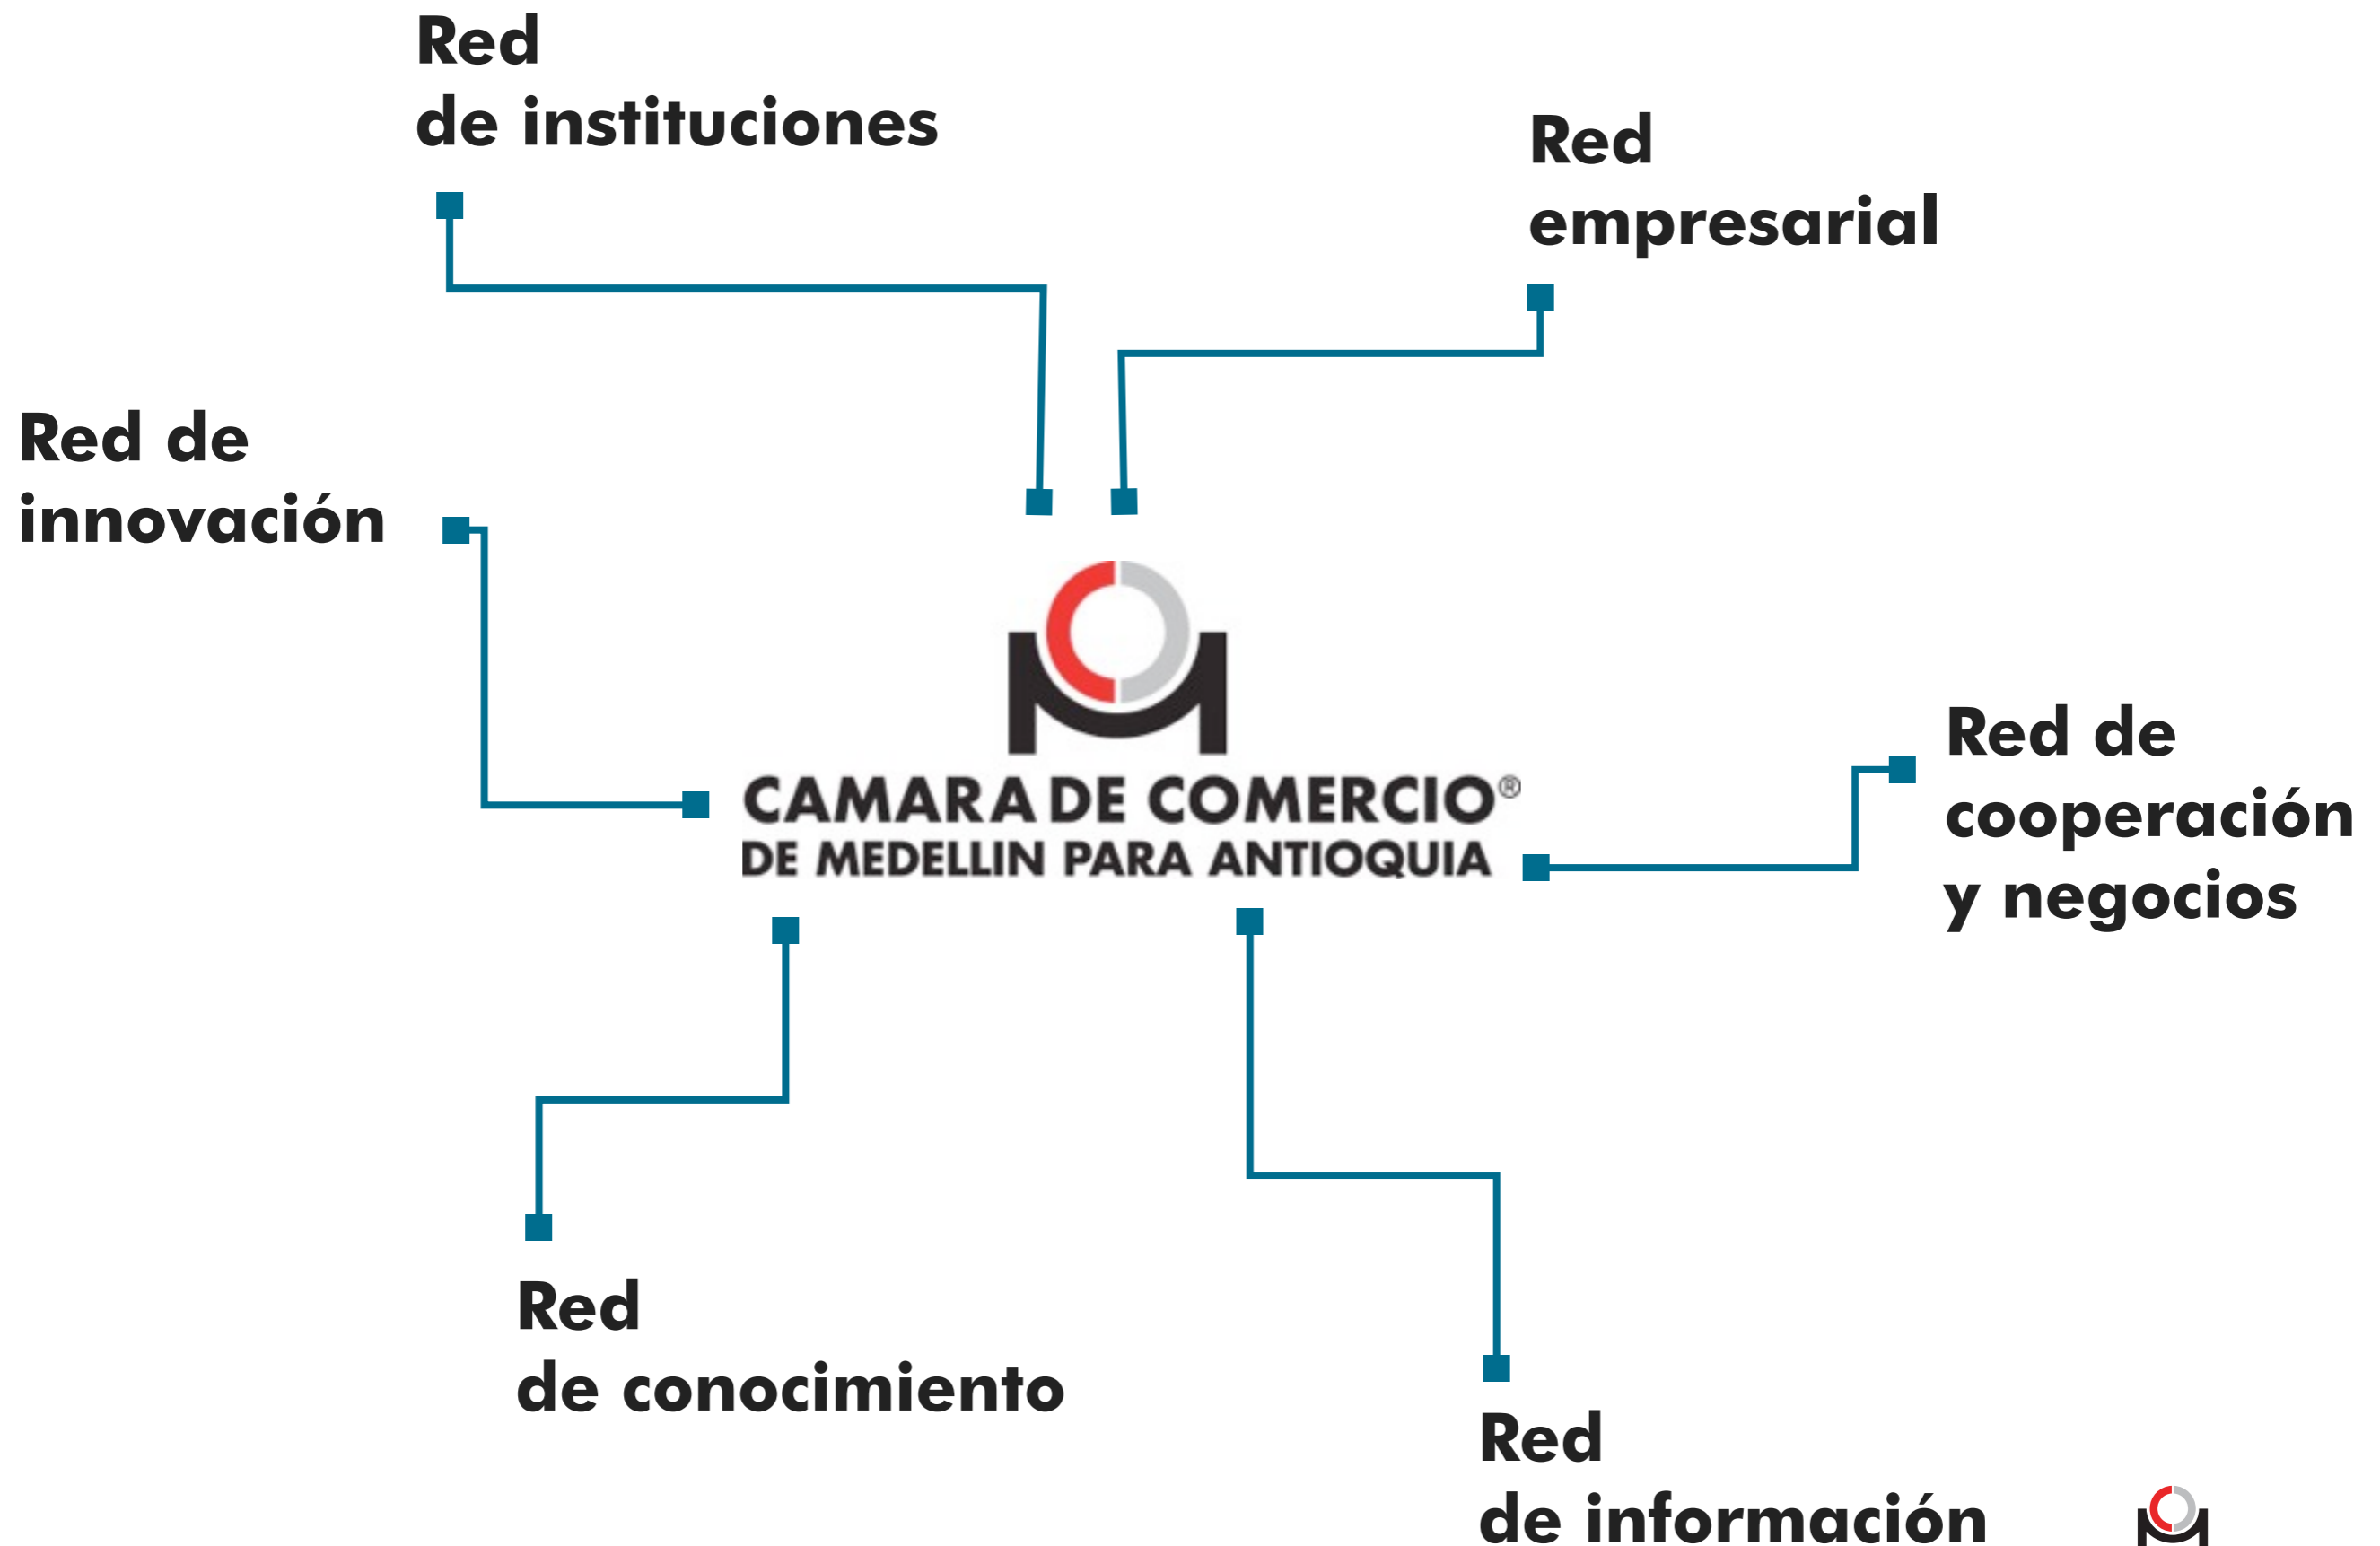 Red
de instituciones
Red
empresarial
Red de
innovación
CAMARA DE COMERCIO®
DE MEDELLIN PARA ANTIOQUIA
Red de
cooperación
y negocios
Red
de conocimiento
Red
de información